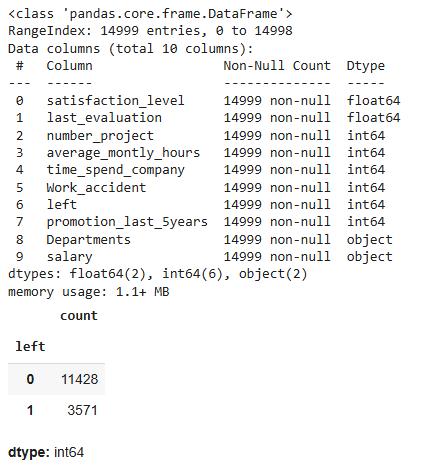 <class 'pandas.core.frame.DataFrame'>
RangeIndex: 14999 entries, 0 to 14998
Data columns (total 10 columns):
 #   Column                 Non-Null Count  Dtype
---  ------                 --------------  -----
 0   satisfaction_level     14999 non-null  float64
 1   last_evaluation        14999 non-null  float64
 2   number_project         14999 non-null  int64
 3   average_montly_hours   14999 non-null  int64
 4   time_spend_company     14999 non-null  int64
 5   Work_accident          14999 non-null  int64
 6   left                   14999 non-null  int64
 7   promotion_last_5years  14999 non-null  int64
 8   Departments            14999 non-null  object
 9   salary                 14999 non-null  object
dtypes: float64(2), int64(6), object(2)
memory usage: 1.1+ MB
count
left
0 11428
1 3571
dtype: int64